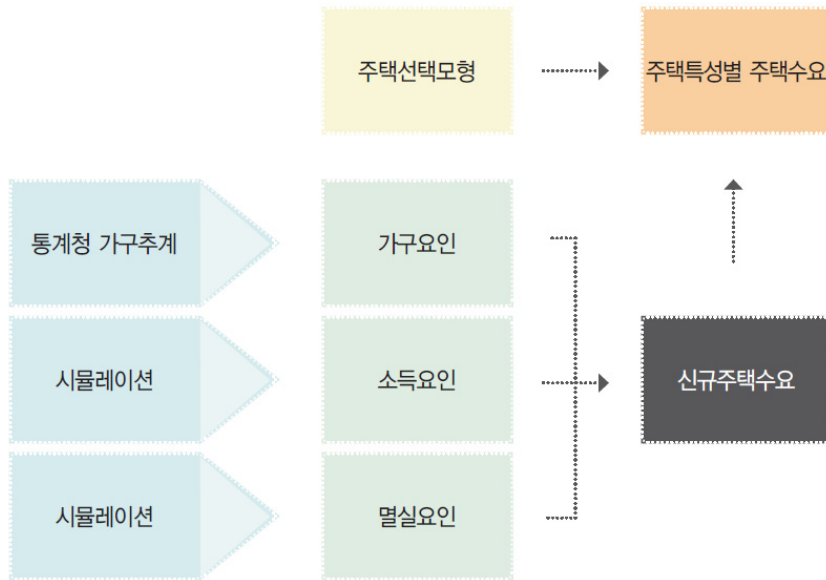 주택선택모형
주택특성별 주택수요
통계청 가구추계
가구요인
시뮬레이션
소득요인
신규주택수요
시뮬레이션
멸실요인